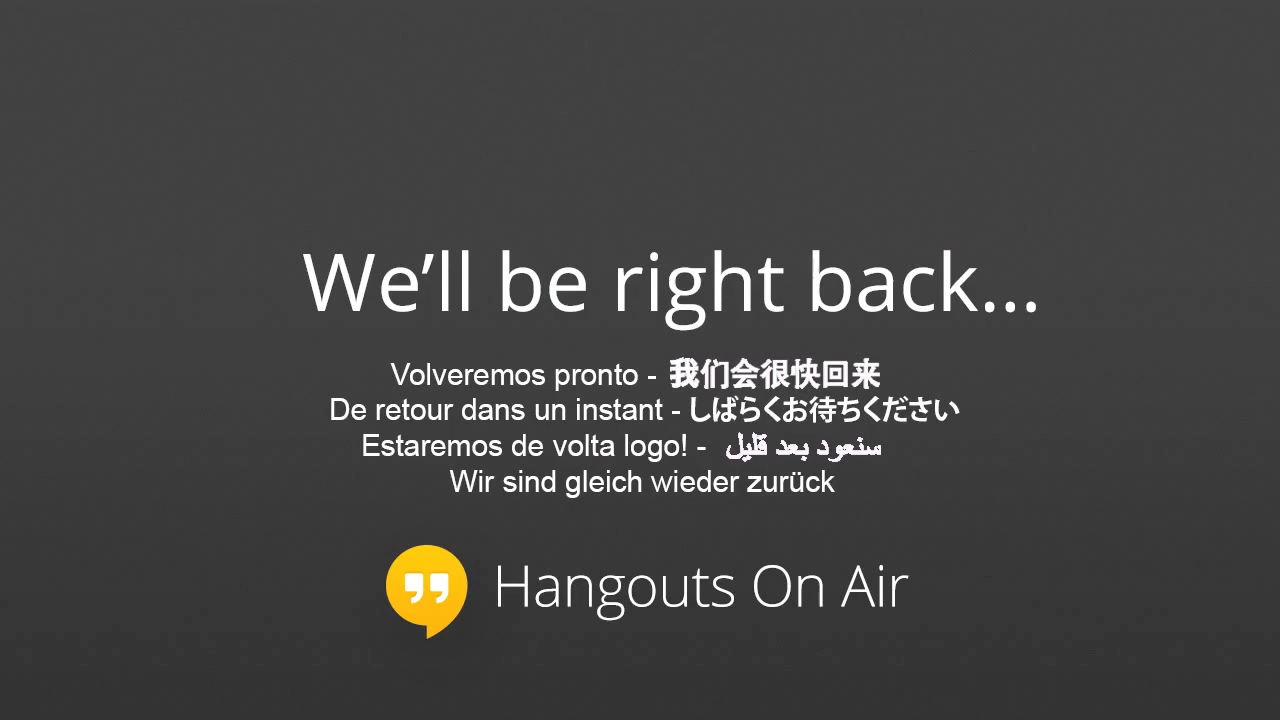 We’ll be right back...
Volveremos pronto - 我们会很快回来
De retour dans un instant - しばらくお待ちください
Estaremos de volta logo! - سنعود بعد قليل
Wir sind gleich wieder zurück
Hangouts On Air